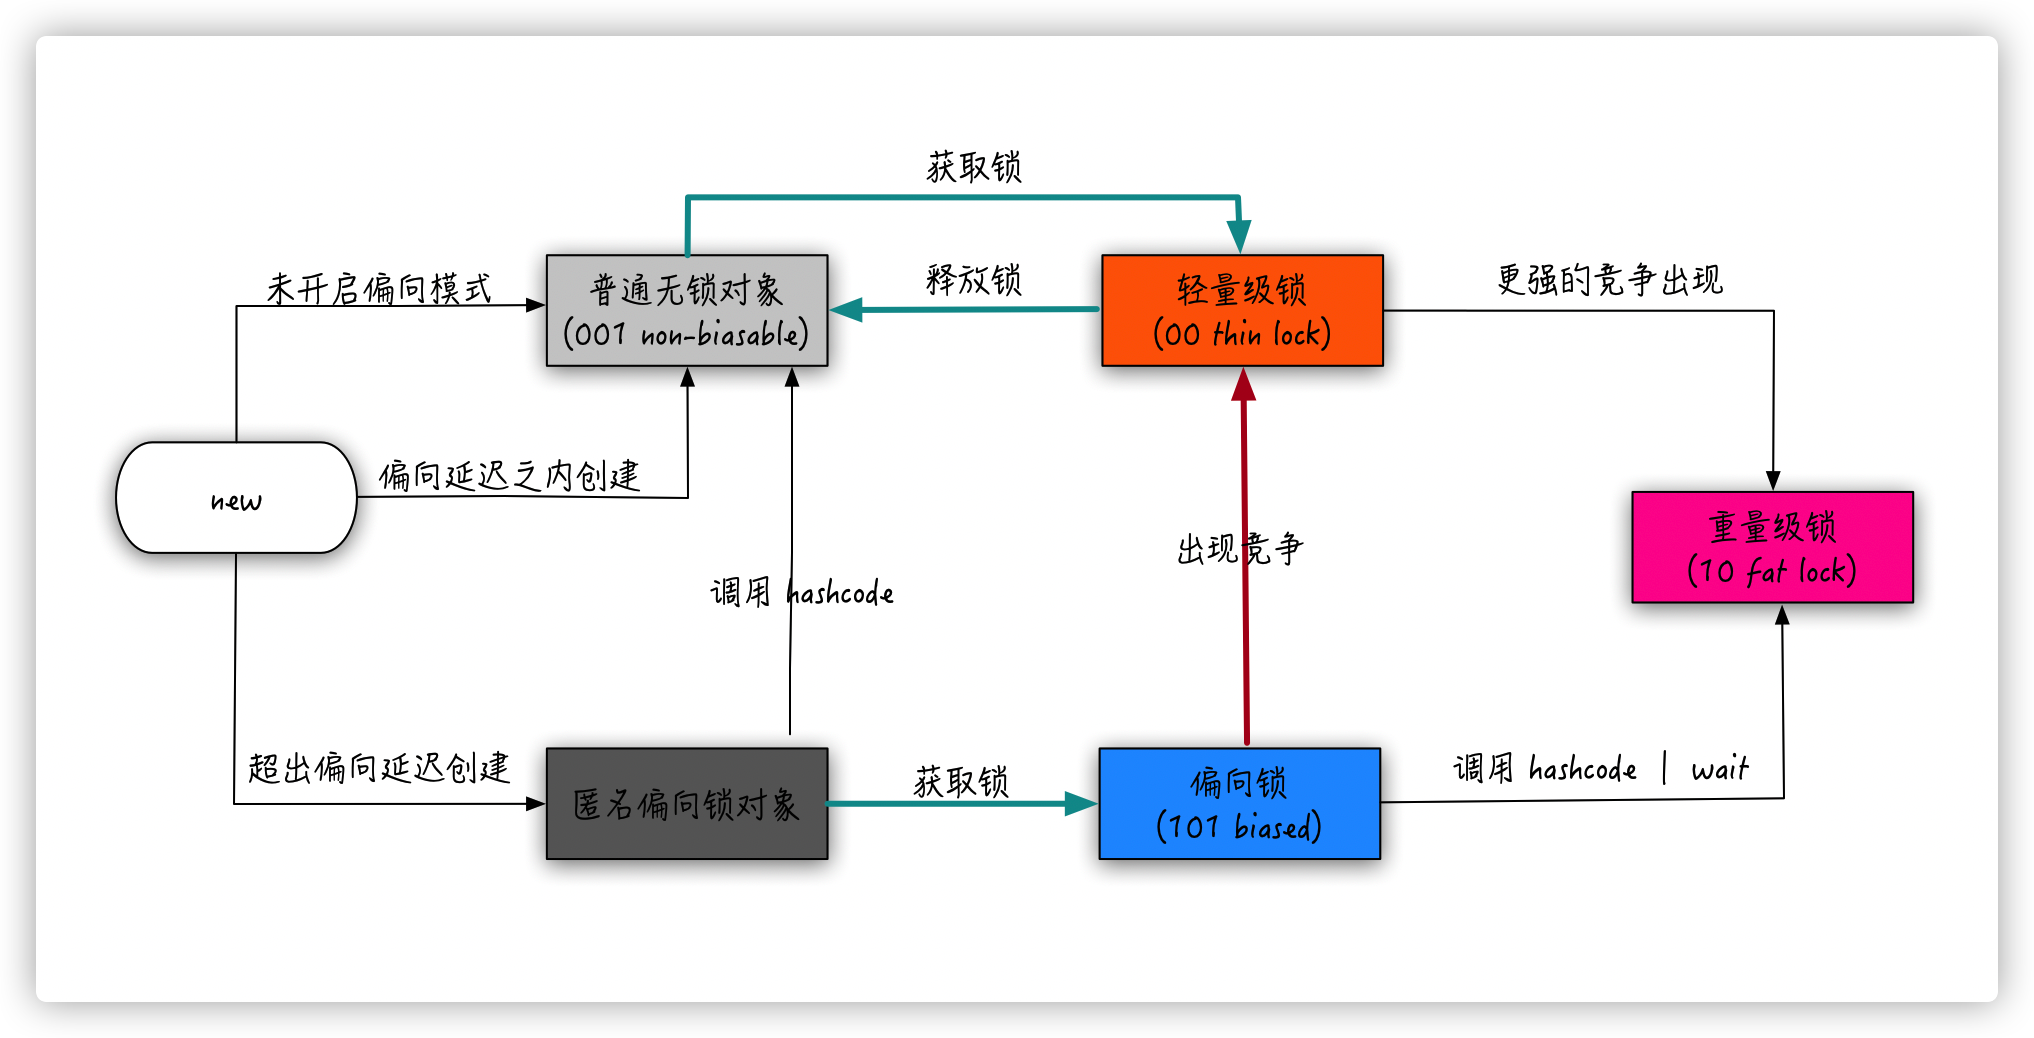 获取锁
未开启偏向模式
普通无锁对象
(001 non-biasable)
释放锁
轻量级锁
(00 thin lock)
更强的竞争出现
new
偏向延迟之内创建
调用 hashcode
出现竞争
重量级锁
(10 fat lock)
超出偏向延迟创建
匿名偏向锁对象
获取锁
偏向锁
(101 biased)
调用 hashcode | wait